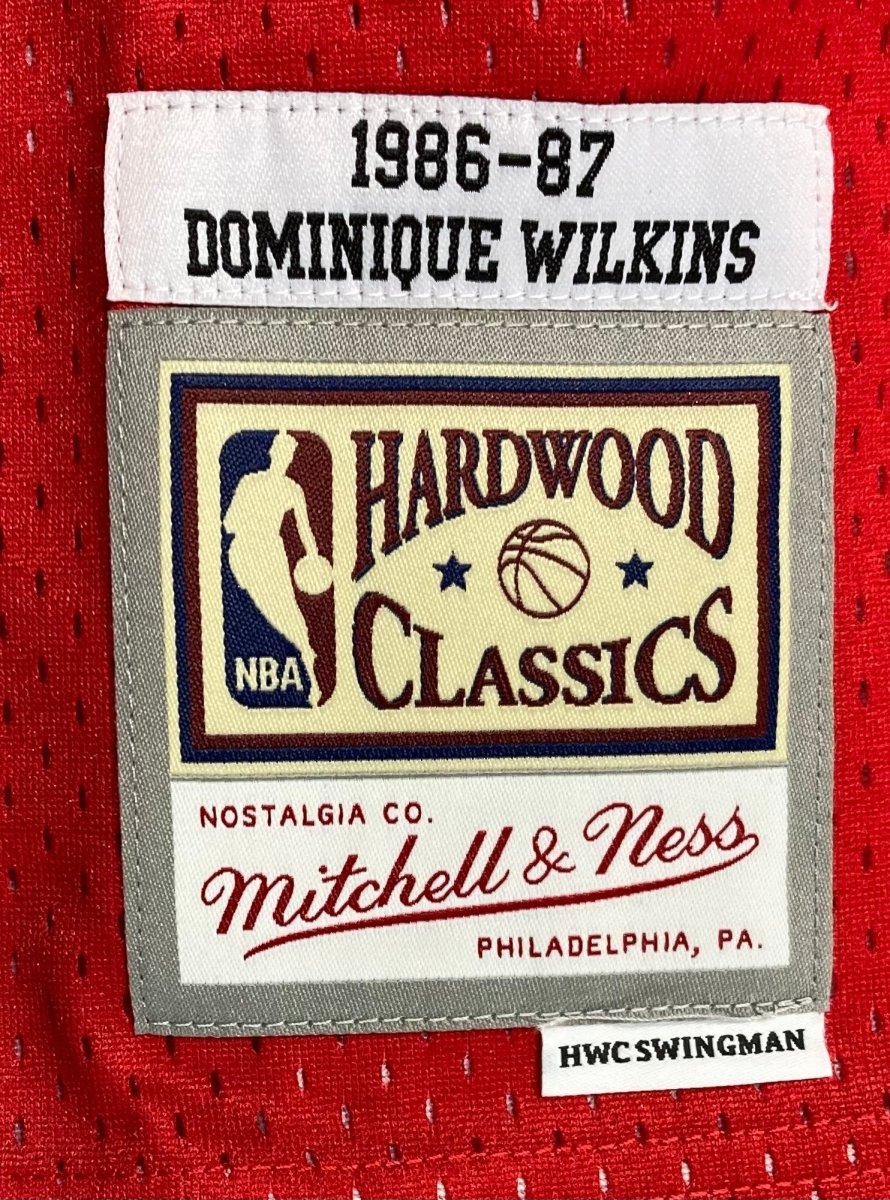 1986-87
DOMINIQUE WILKINS
HARDWOOD
CLASSICS
NBA
NOSTALGIA CO.
Mitchell & Ness
PHILADELPHIA, PA.
HWC SWINGMAN